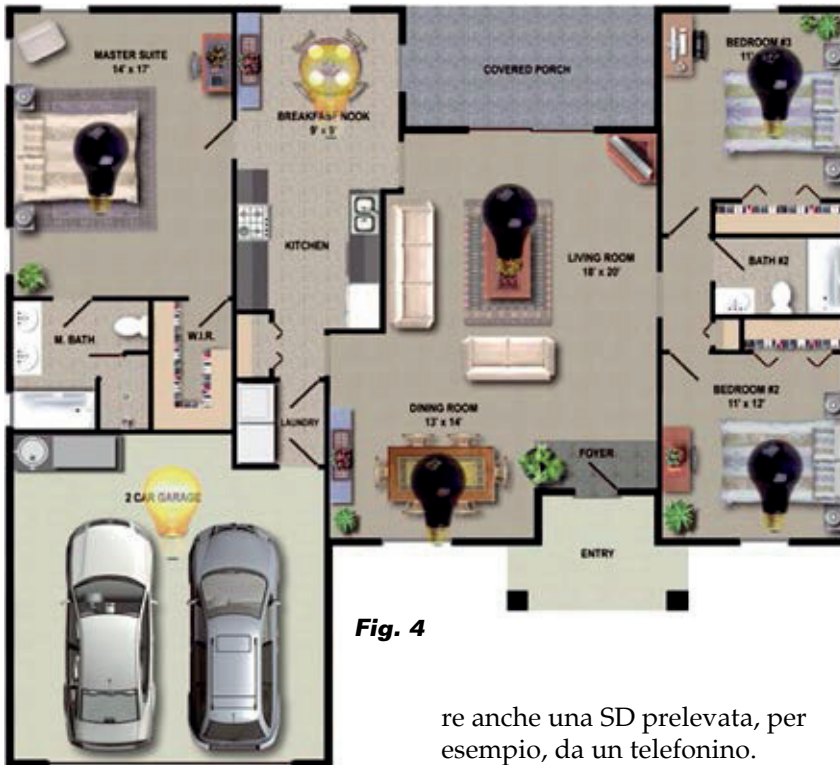 MASTER SUITE
14' x 17'
BREAKFAST NOOK
9' x 9'
COVERED PORCH
BEDROOM #3
11'
KITCHEN
LIVING ROOM
18' x 20'
BATH #2
M. BATH
W.I.R.
LAUNDRY
DINING ROOM
13' x 14'
FOYER
BEDROOM #2
11' x 12'
2 CAR GARAGE
ENTRY
Fig. 4
re anche una SD prelevata, per
esempio, da un telefonino.